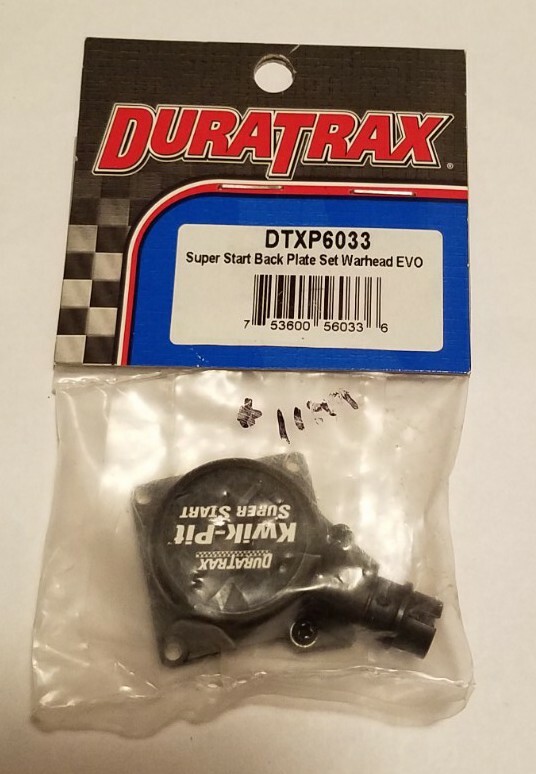 DURATRAX®
DTXP6033
Super Start Back Plate Set Warhead EVO
7 53600 56033 6
DURATRAX
Kwik-Pit
SUPER START